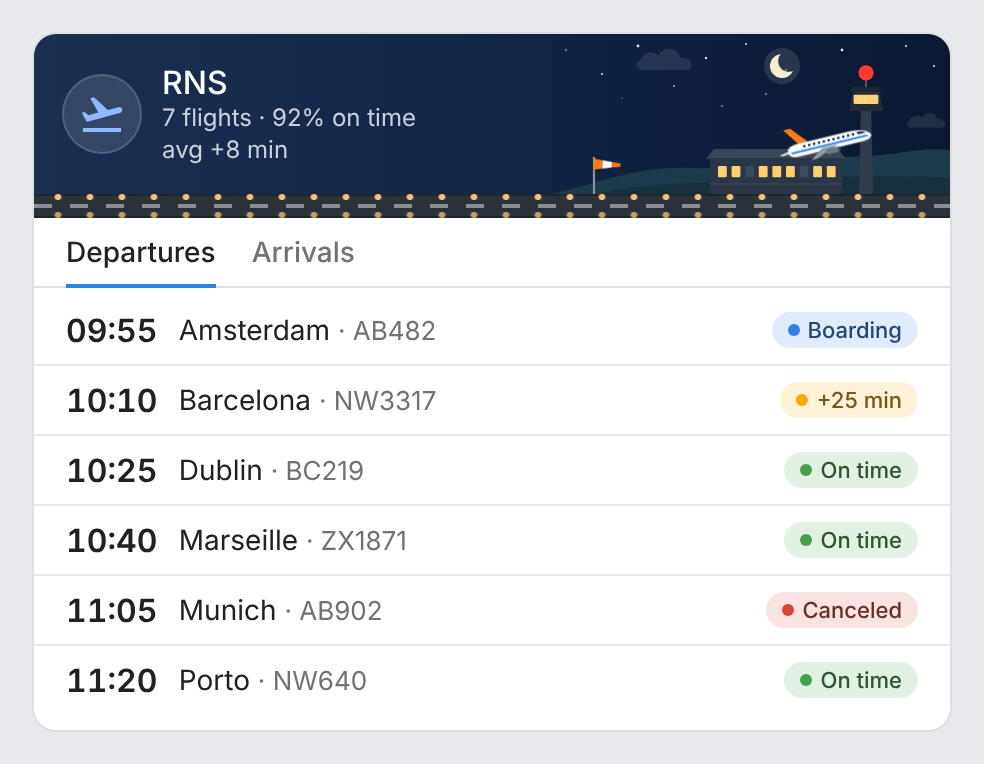 RNS
7 flights · 92% on time
avg +8 min
Departures Arrivals
09:55 Amsterdam · AB482 Boarding
10:10 Barcelona · NW3317 +25 min
10:25 Dublin · BC219 On time
10:40 Marseille · ZX1871 On time
11:05 Munich · AB902 Canceled
11:20 Porto · NW640 On time